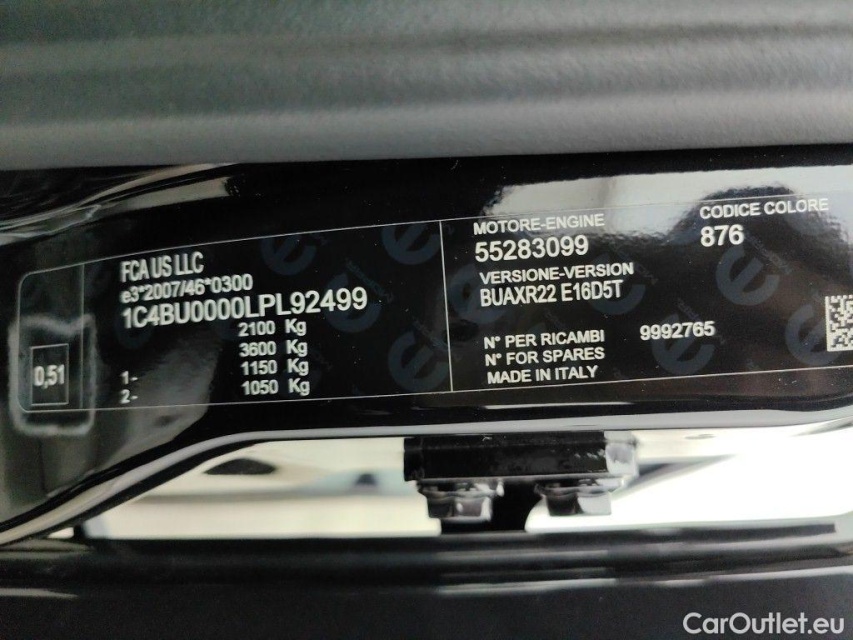 FCA US LLC
e3*2007/46*0300
1C4BU0000LPL92499
2100 Kg
3600 Kg
1- 1150 Kg
2- 1050 Kg
0,51
MOTORE-ENGINE
55283099
VERSIONE-VERSION
BUAXR22 E16D5T
N° PER RICAMBI
N° FOR SPARES
MADE IN ITALY
9992765
CODICE COLORE
876
CarOutlet.eu